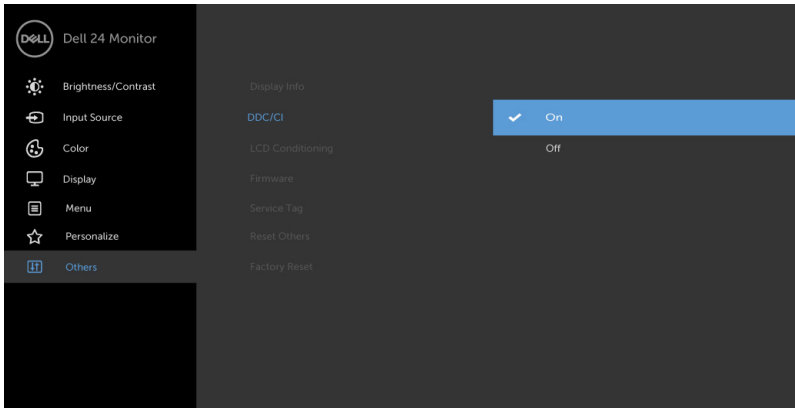 DELL Dell 24 Monitor
Brightness/Contrast
Input Source
Color
Display
Menu
Personalize
Others
Display Info
DDC/CI
LCD Conditioning
Firmware
Service Tag
Reset Others
Factory Reset
On
Off